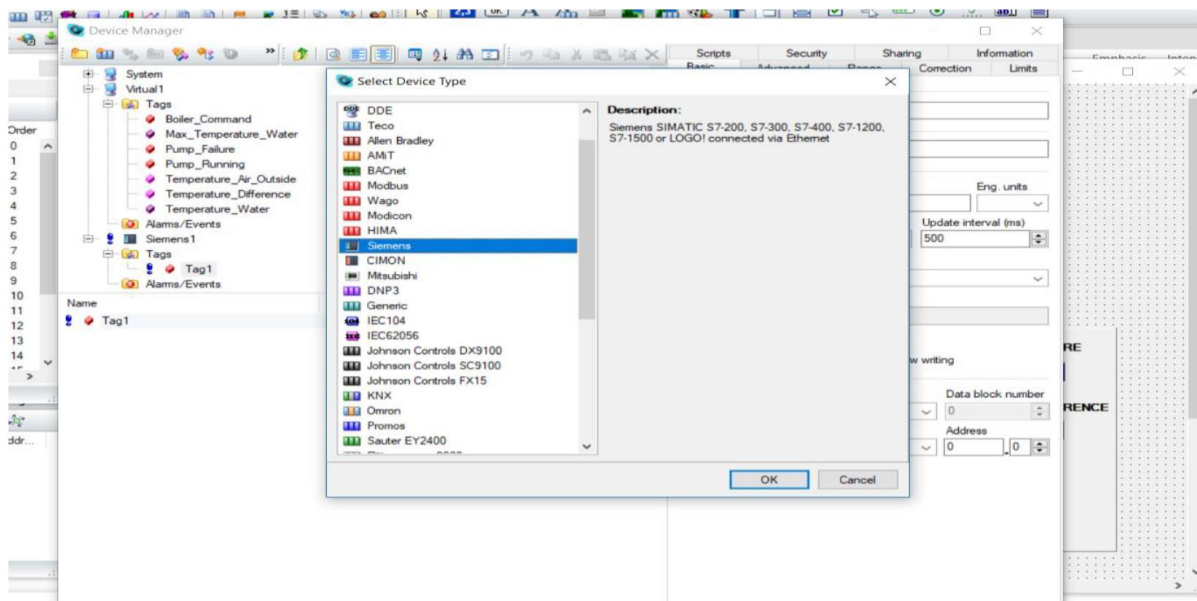 Device Manager
System
Virtual1
Tags
Boiler_Command
Max_Temperature_Water
Pump_Failure
Pump_Running
Temperature_Air_Outside
Temperature_Difference
Temperature_Water
Alarms/Events
Siemens1
Tags
Tag1
Alarms/Events
Name
Tag1
Order
0
1
2
3
4
5
6
7
8
9
10
11
12
13
14
ddr...
Select Device Type
DDE
Teco
Allen Bradley
AMiT
BACnet
Modbus
Wago
Modicon
HIMA
Siemens
CIMON
Mitsubishi
DNP3
Generic
IEC104
IEC62056
Johnson Controls DX9100
Johnson Controls SC9100
Johnson Controls FX15
KNX
Omron
Promos
Sauter EY2400
Description:
Siemens SIMATIC S7-200, S7-300, S7-400, S7-1200,
S7-1500 or LOGO! connected via Ethernet
OK Cancel
Scripts Security Sharing Information
Basic Advanced Range Correction Limits
Eng. units
Update interval (ms)
500
w writing
Data block number
0
Address
0 .0
RE
RENCE